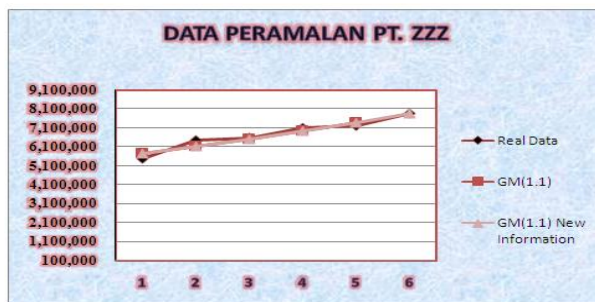 DATA PERAMALAN PT. ZZZ
9,100,000
8,100,000
7,100,000
6,100,000
5,100,000
4,100,000
3,100,000
2,100,000
1,100,000
100,000
1 2 3 4 5 6
Real Data
GM(1.1)
GM(1.1) New
Information